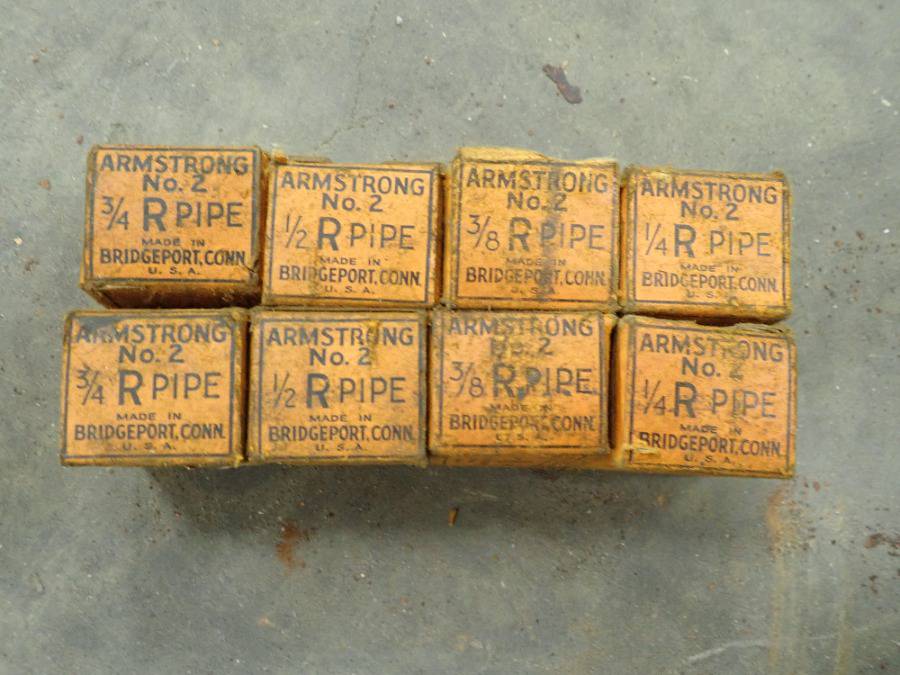 ARMSTRONG
No. 2
3/4 R PIPE
MADE IN
BRIDGEPORT, CONN.
U. S. A.
ARMSTRONG
No. 2
1/2 R PIPE
MADE IN
BRIDGEPORT, CONN.
U. S. A.
ARMSTRONG
No. 2
3/8 R PIPE
MADE IN
BRIDGEPORT, CONN.
U. S. A.
ARMSTRONG
No. 2
1/4 R PIPE
MADE IN
BRIDGEPORT, CONN.
U. S.
ARMSTRONG
No. 2
3/4 R PIPE
MADE IN
BRIDGEPORT, CONN.
U. S. A.
ARMSTRONG
No. 2
1/2 R PIPE
MADE IN
BRIDGEPORT, CONN.
U. S. A.
ARMSTRONG
No. 2
3/8 R PIPE
MADE IN
BRIDGEPORT, CONN.
U. S. A.
ARMSTRONG
No. 2
1/4 R PIPE
MADE IN
BRIDGEPORT, CONN.
U. S. A.